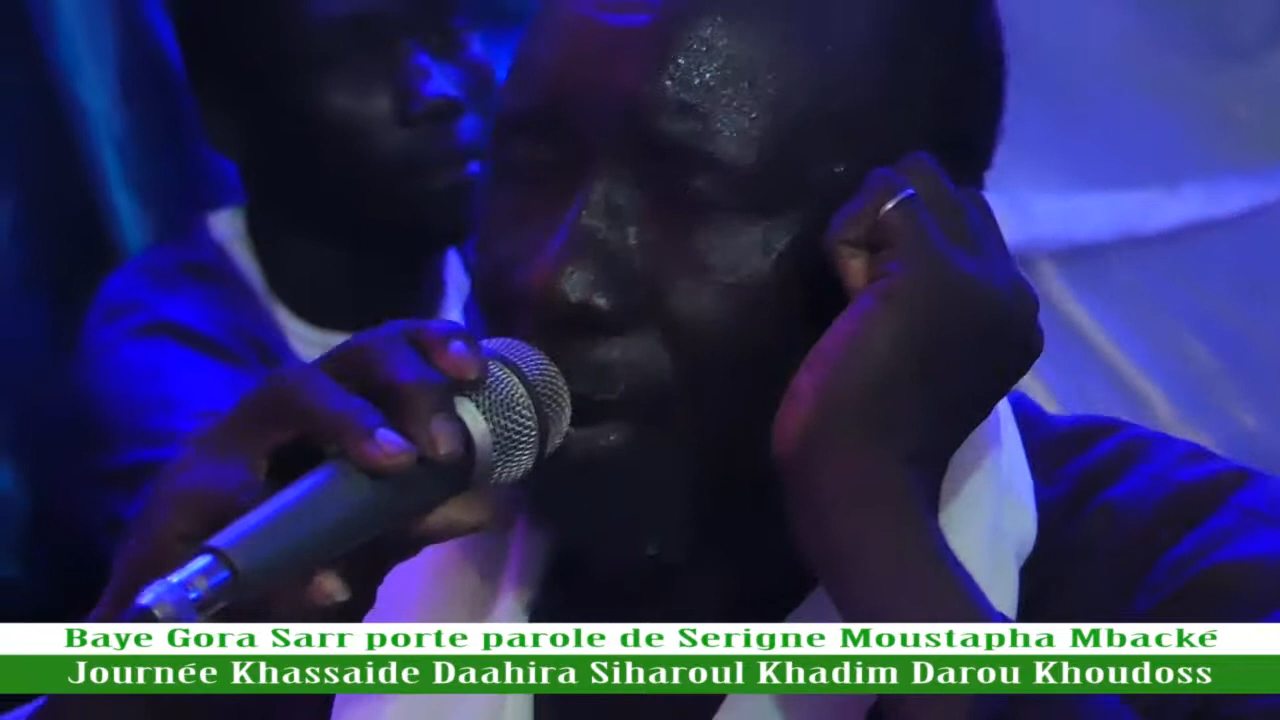 Baye Gora Sarr porte parole de Serigne Moustapha Mbacké
Journée Khassaide Daahira Siharoul Khadim Darou Khoudoss